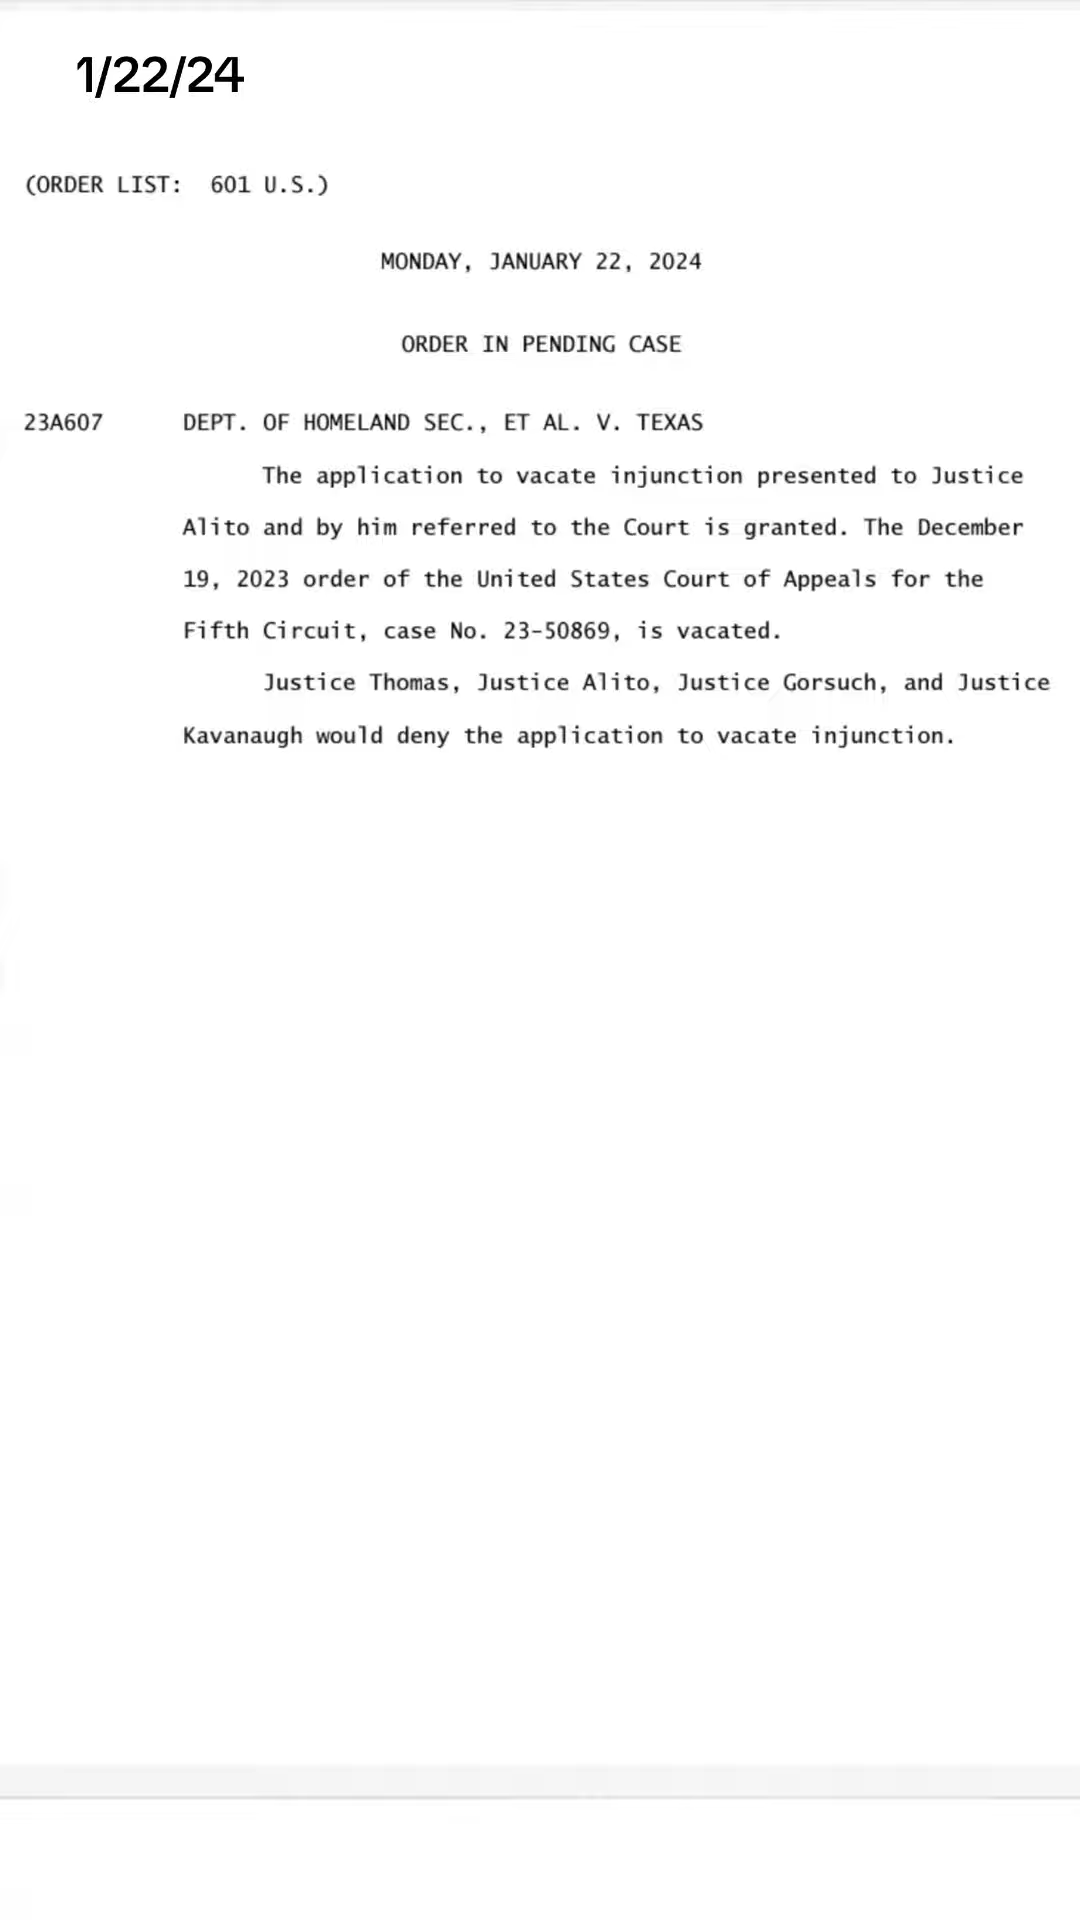 1/22/24
(ORDER LIST: 601 U.S.)
MONDAY, JANUARY 22, 2024
ORDER IN PENDING CASE
23A607 DEPT. OF HOMELAND SEC., ET AL. V. TEXAS
The application to vacate injunction presented to Justice
Alito and by him referred to the Court is granted. The December
19, 2023 order of the United States Court of Appeals for the
Fifth Circuit, case No. 23-50869, is vacated.
Justice Thomas, Justice Alito, Justice Gorsuch, and Justice
Kavanaugh would deny the application to vacate injunction.